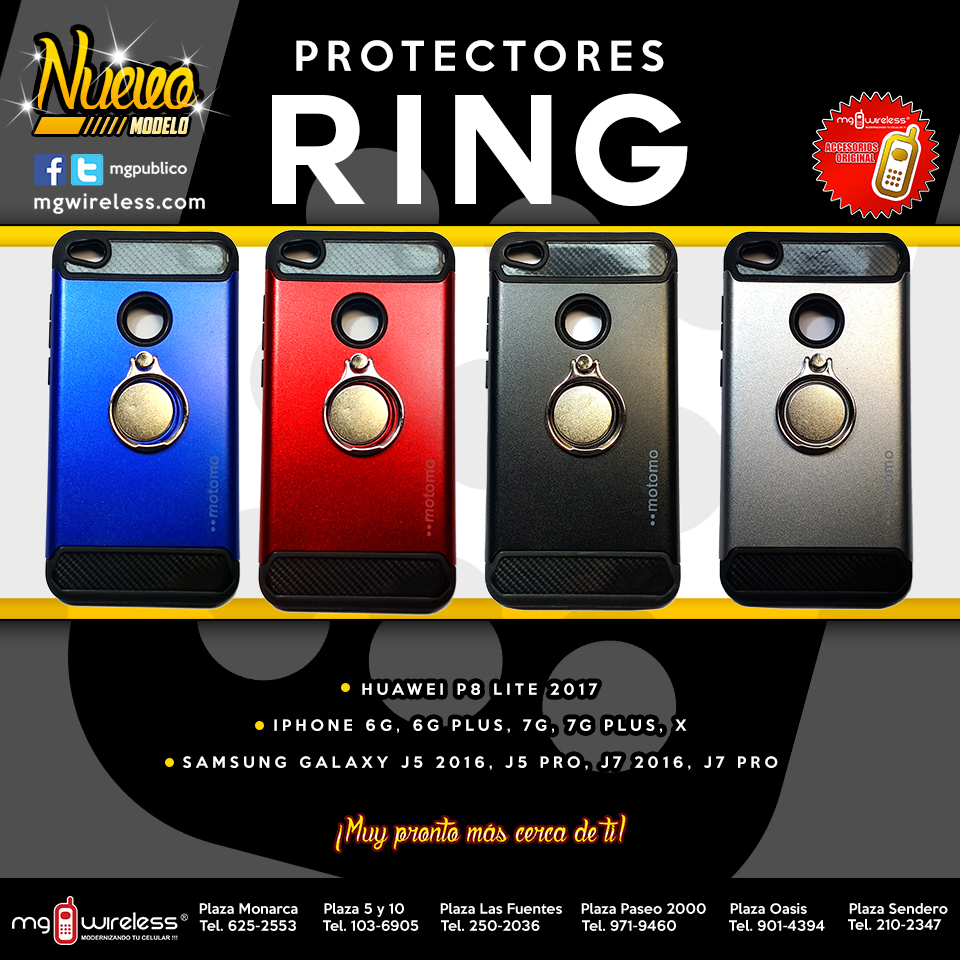 Nuevo
MODELO
PROTECTORES
RING
mgpublico
mgwireless.com
mg wireless®
MODERNIZANDO TU CELULAR !!!
ACCESORIOS
ORIGINAL
motomo
motomo
motomo
motomo
HUAWEI P8 LITE 2017
IPHONE 6G, 6G PLUS, 7G, 7G PLUS, X
SAMSUNG GALAXY J5 2016, J5 PRO, J7 2016, J7 PRO
¡Muy pronto más cerca de ti!
mg wireless®
MODERNIZANDO TU CELULAR !!!
Plaza Monarca
Tel. 625-2553
Plaza 5 y 10
Tel. 103-6905
Plaza Las Fuentes
Tel. 250-2036
Plaza Paseo 2000
Tel. 971-9460
Plaza Oasis
Tel. 901-4394
Plaza Sendero
Tel. 210-2347